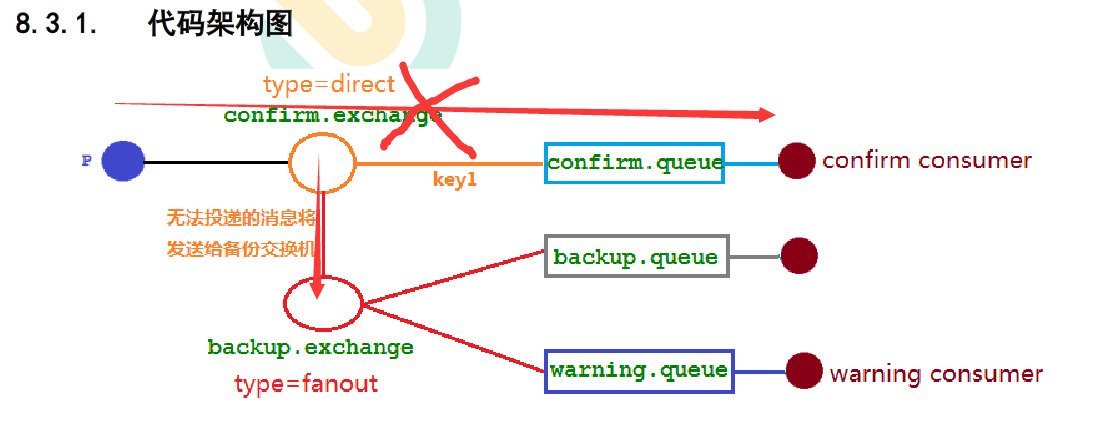 8.3.1. 代码架构图
type=direct
confirm.exchange
P
confirm.queue
confirm consumer
key1
无法投递的消息将
发送给备份交换机
backup.queue
backup.exchange
type=fanout
warning.queue
warning consumer